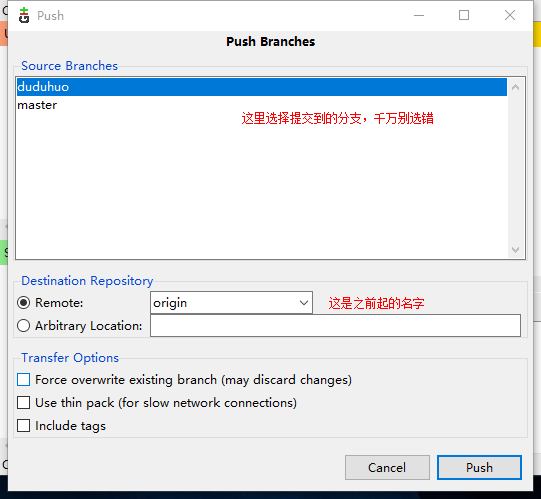 Push
Push Branches
Source Branches
duduhuo
master
这里选择提交到的分支，千万别选错
Destination Repository
Remote: origin 这是之前起的名字
Arbitrary Location:
Transfer Options
Force overwrite existing branch (may discard changes)
Use thin pack (for slow network connections)
Include tags
Cancel Push